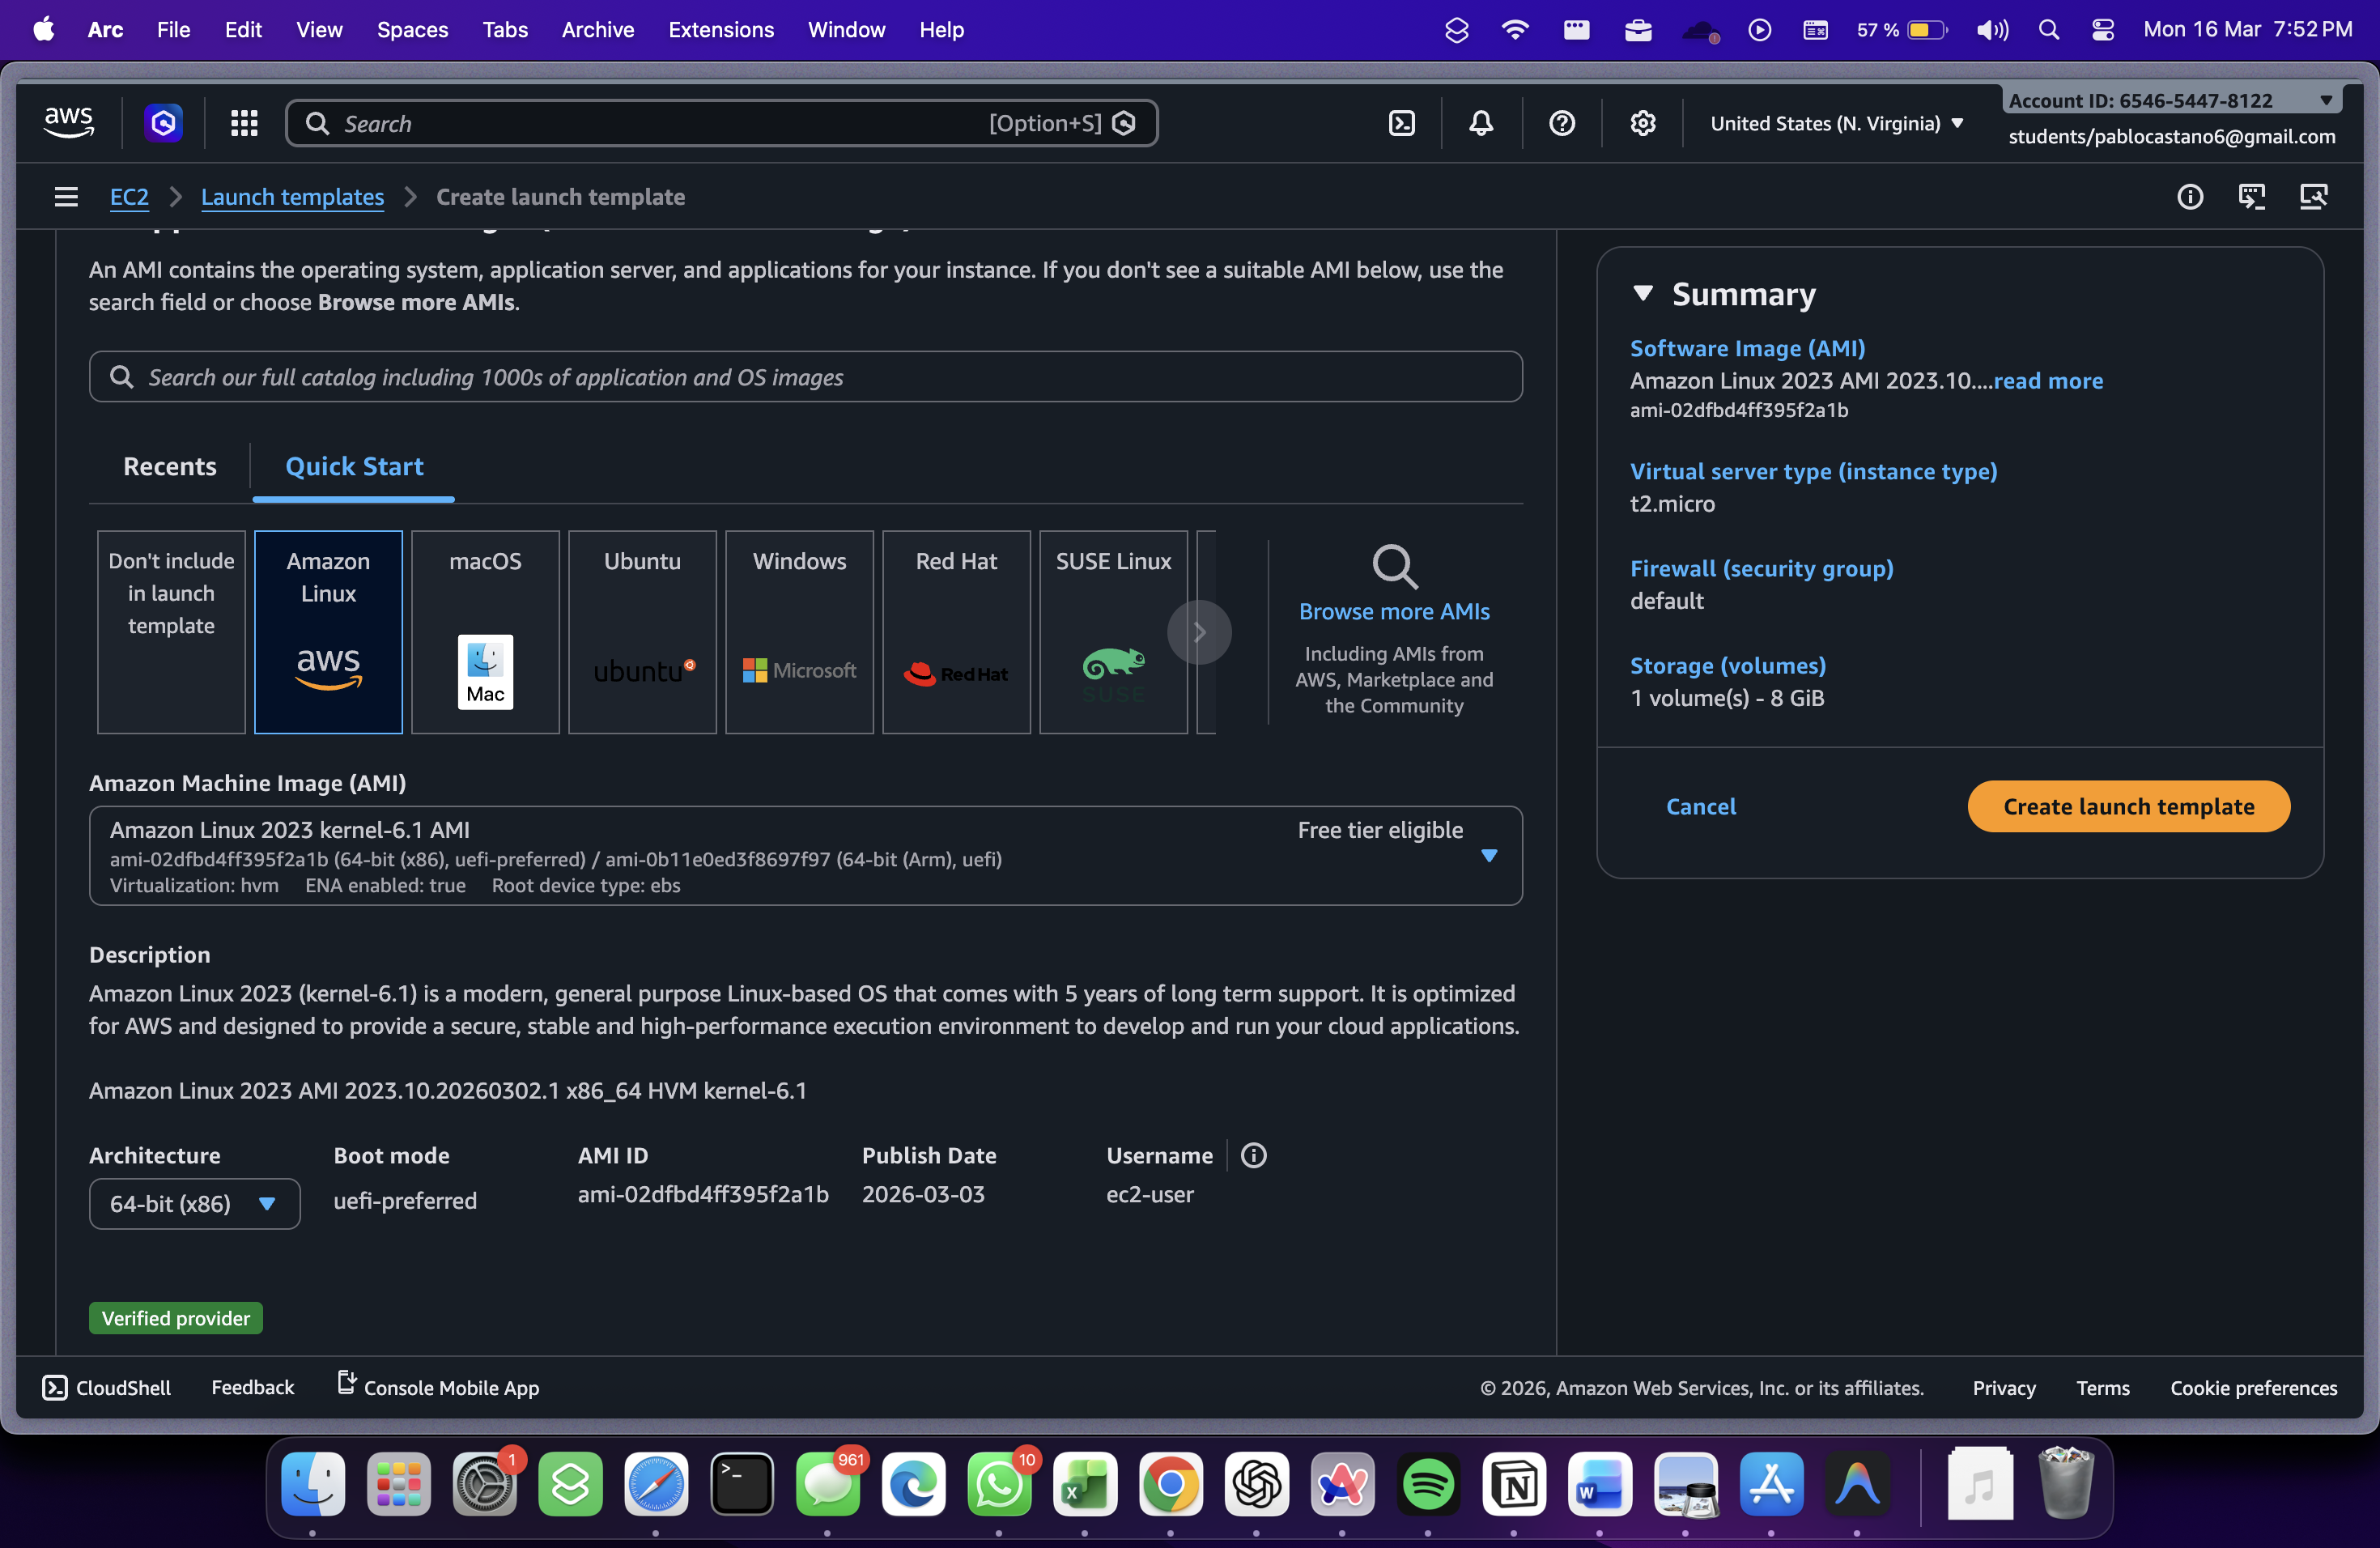 Arc File Edit View Spaces Tabs Archive Extensions Window Help 57 % Mon 16 Mar 7:52 PM
aws Search [Option+S] United States (N. Virginia) Account ID: 6546-5447-8122
students/pablocastano6@gmail.com
EC2 Launch templates Create launch template
An AMI contains the operating system, application server, and applications for your instance. If you don't see a suitable AMI below, use the
search field or choose Browse more AMIs.
Search our full catalog including 1000s of application and OS images
Recents Quick Start
Don't include
in launch
template
Amazon
Linux
aws
macOS
Mac
Ubuntu
ubuntu
Windows
Microsoft
Red Hat
Red Hat
SUSE Linux
SUSE
Browse more AMIs
Including AMIs from
AWS, Marketplace and
the Community
Amazon Machine Image (AMI)
Amazon Linux 2023 kernel-6.1 AMI Free tier eligible
ami-02dfbd4ff395f2a1b (64-bit (x86), uefi-preferred) / ami-0b11e0ed3f8697f97 (64-bit (Arm), uefi)
Virtualization: hvm ENA enabled: true Root device type: ebs
Description
Amazon Linux 2023 (kernel-6.1) is a modern, general purpose Linux-based OS that comes with 5 years of long term support. It is optimized
for AWS and designed to provide a secure, stable and high-performance execution environment to develop and run your cloud applications.
Amazon Linux 2023 AMI 2023.10.20260302.1 x86_64 HVM kernel-6.1
Architecture Boot mode AMI ID Publish Date Username
64-bit (x86) uefi-preferred ami-02dfbd4ff395f2a1b 2026-03-03 ec2-user
Verified provider
Summary
Software Image (AMI)
Amazon Linux 2023 AMI 2023.10....read more
ami-02dfbd4ff395f2a1b
Virtual server type (instance type)
t2.micro
Firewall (security group)
default
Storage (volumes)
1 volume(s) - 8 GiB
Cancel Create launch template
CloudShell Feedback Console Mobile App © 2026, Amazon Web Services, Inc. or its affiliates. Privacy Terms Cookie preferences
1 961 10